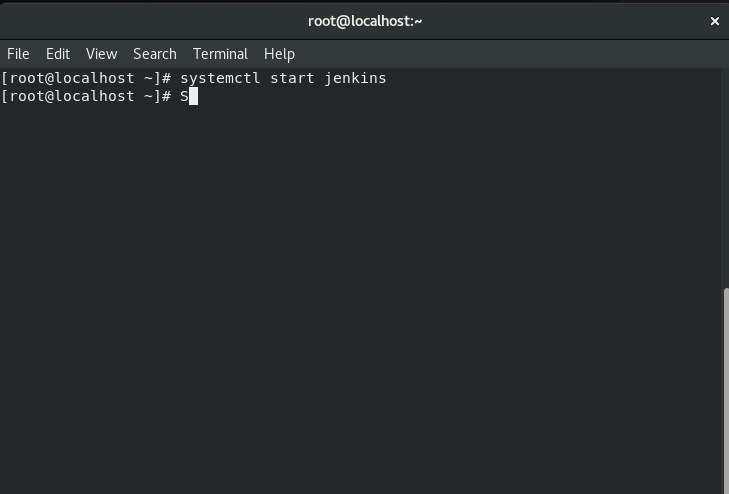 root@localhost:~
File Edit View Search Terminal Help
[root@localhost ~]# systemctl start jenkins
[root@localhost ~]# S